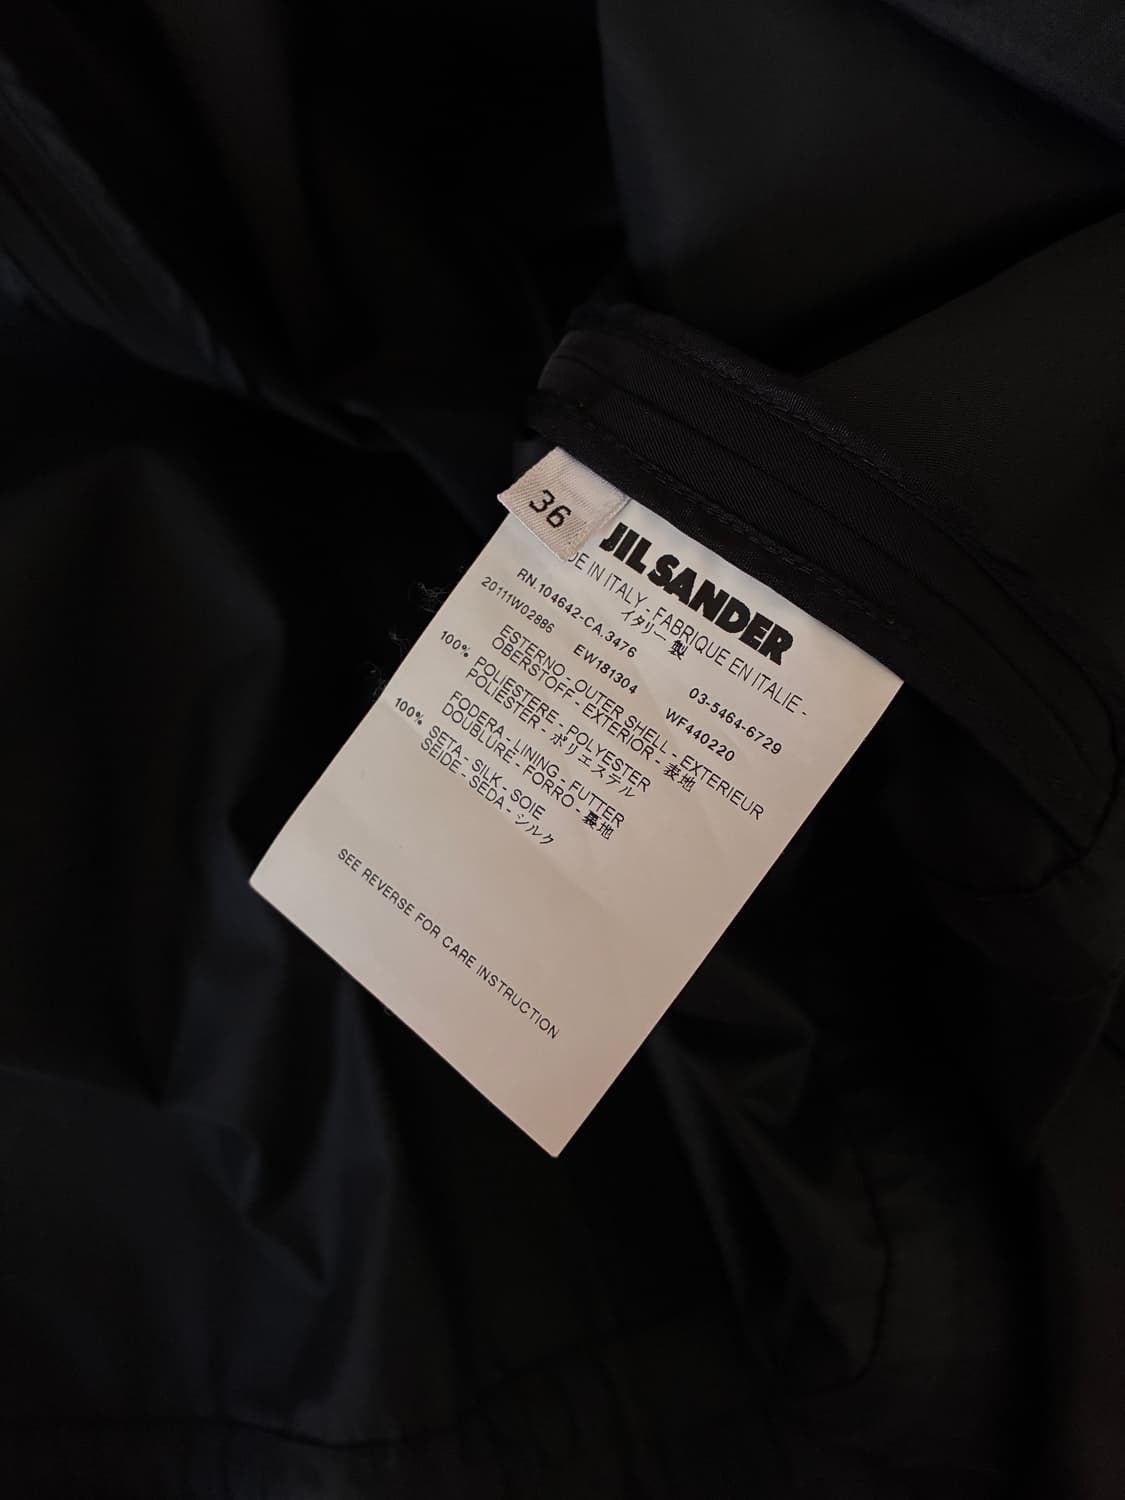 36
JIL SANDER
DE IN ITALY - FABRIQUE EN ITALIE -
イタリー製
RN.104642-CA.3476 03-5464-6729
20111W02886 EW181304 WF440220
ESTERNO - OUTER SHELL - EXTERIEUR
OBERSTOFF - EXTERIOR - 表地
100% POLIESTERE - POLYESTER
POLIESTER - ポリエステル
FODERA - LINING - FUTTER
DOUBLURE - FORRO - 裏地
100% SETA - SILK - SOIE
SEIDE - SEDA - シルク
SEE REVERSE FOR CARE INSTRUCTION